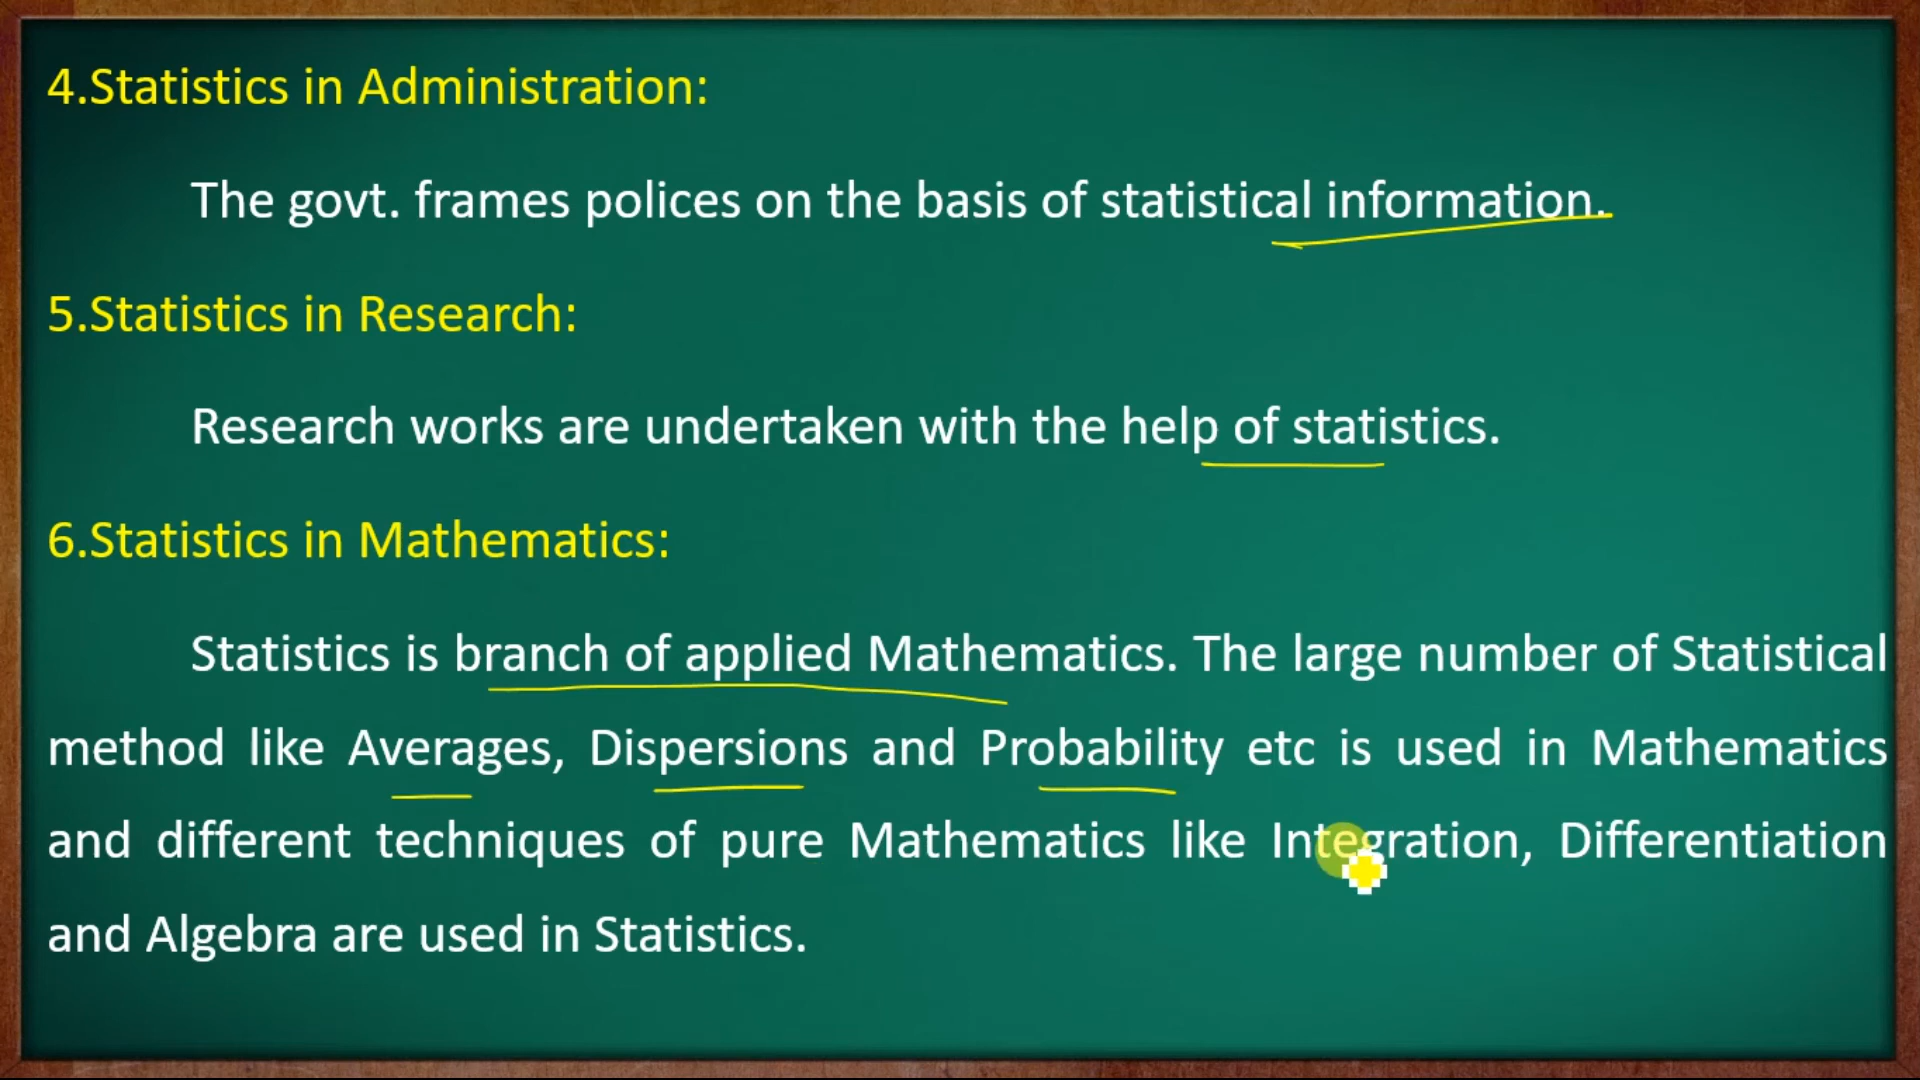 4.Statistics in Administration:
The govt. frames polices on the basis of statistical information.
5.Statistics in Research:
Research works are undertaken with the help of statistics.
6.Statistics in Mathematics:
Statistics is branch of applied Mathematics. The large number of Statistical
method like Averages, Dispersions and Probability etc is used in Mathematics
and different techniques of pure Mathematics like Integration, Differentiation
and Algebra are used in Statistics.